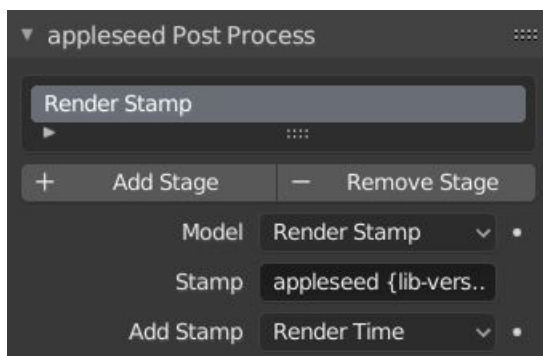 appleseed Post Process
Render Stamp
Add Stage Remove Stage
Model Render Stamp
Stamp appleseed {lib-vers..
Add Stamp Render Time